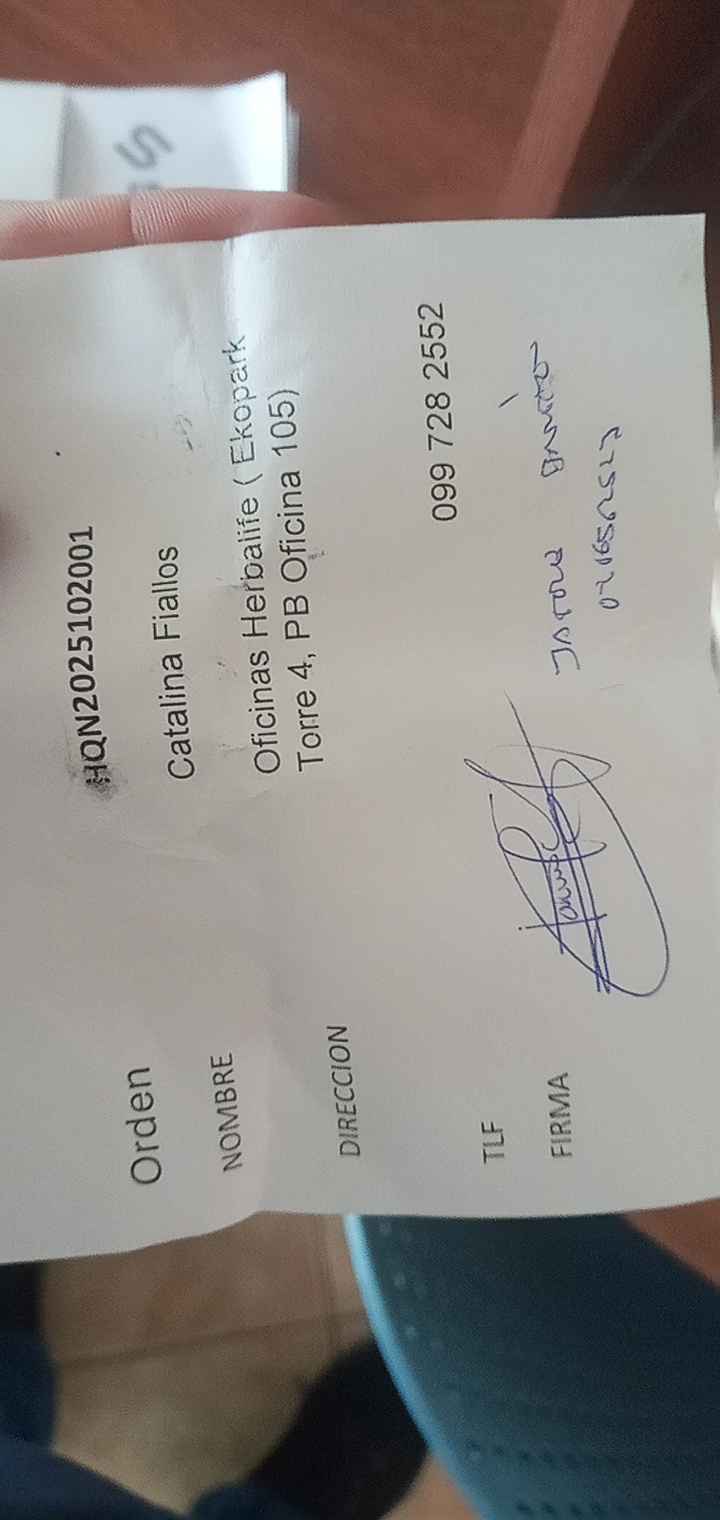 Orden HQN2025102001
NOMBRE Catalina Fiallos
DIRECCION Oficinas Herbalife ( Ekopark
Torre 4, PB Oficina 105)
TLF 099 728 2552
FIRMA